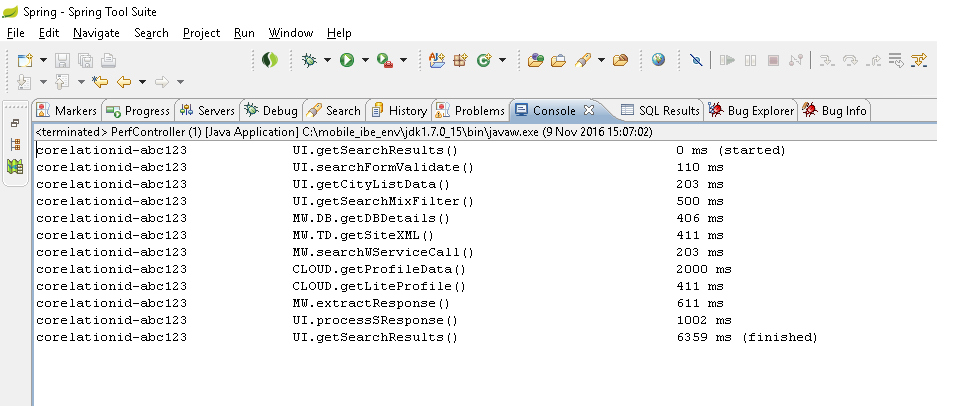 Spring - Spring Tool Suite
File Edit Navigate Search Project Run Window Help
Markers Progress Servers Debug Search History Problems Console SQL Results Bug Explorer Bug Info
<terminated> PerfController (1) [Java Application] C:\mobile_ibe_env\jdk1.7.0_15\bin\javaw.exe (9 Nov 2016 15:07:02)
corelationid-abc123 UI.getSearchResults() 0 ms (started)
corelationid-abc123 UI.searchFormValidate() 110 ms
corelationid-abc123 UI.getCityListData() 203 ms
corelationid-abc123 UI.getSearchMixFilter() 500 ms
corelationid-abc123 MW.DB.getDBDetails() 406 ms
corelationid-abc123 MW.TD.getSiteXML() 411 ms
corelationid-abc123 MW.searchWServiceCall() 203 ms
corelationid-abc123 CLOUD.getProfileData() 2000 ms
corelationid-abc123 CLOUD.getLiteProfile() 411 ms
corelationid-abc123 MW.extractResponse() 611 ms
corelationid-abc123 UI.processSResponse() 1002 ms
corelationid-abc123 UI.getSearchResults() 6359 ms (finished)